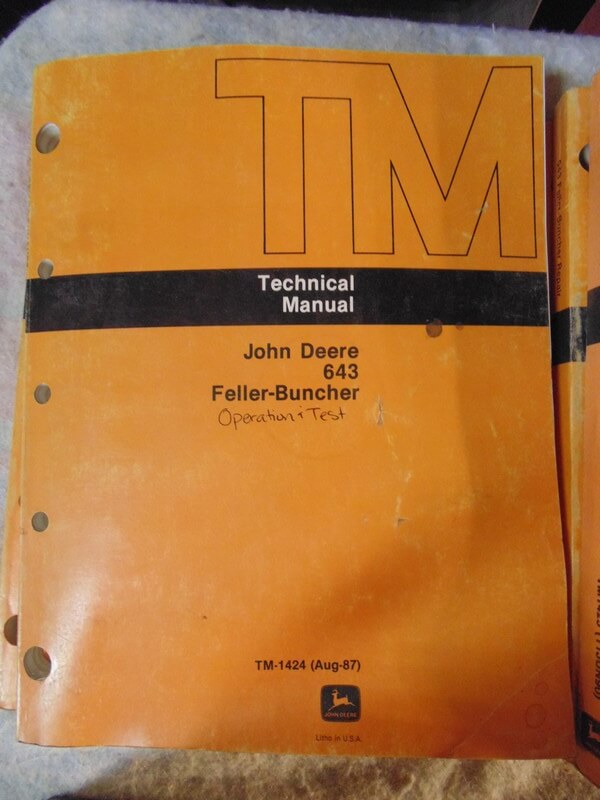 TM
Technical
Manual
John Deere
643
Feller-Buncher
Operation & Test
TM-1424 (Aug-87)
JOHN DEERE
Litho in U.S.A.